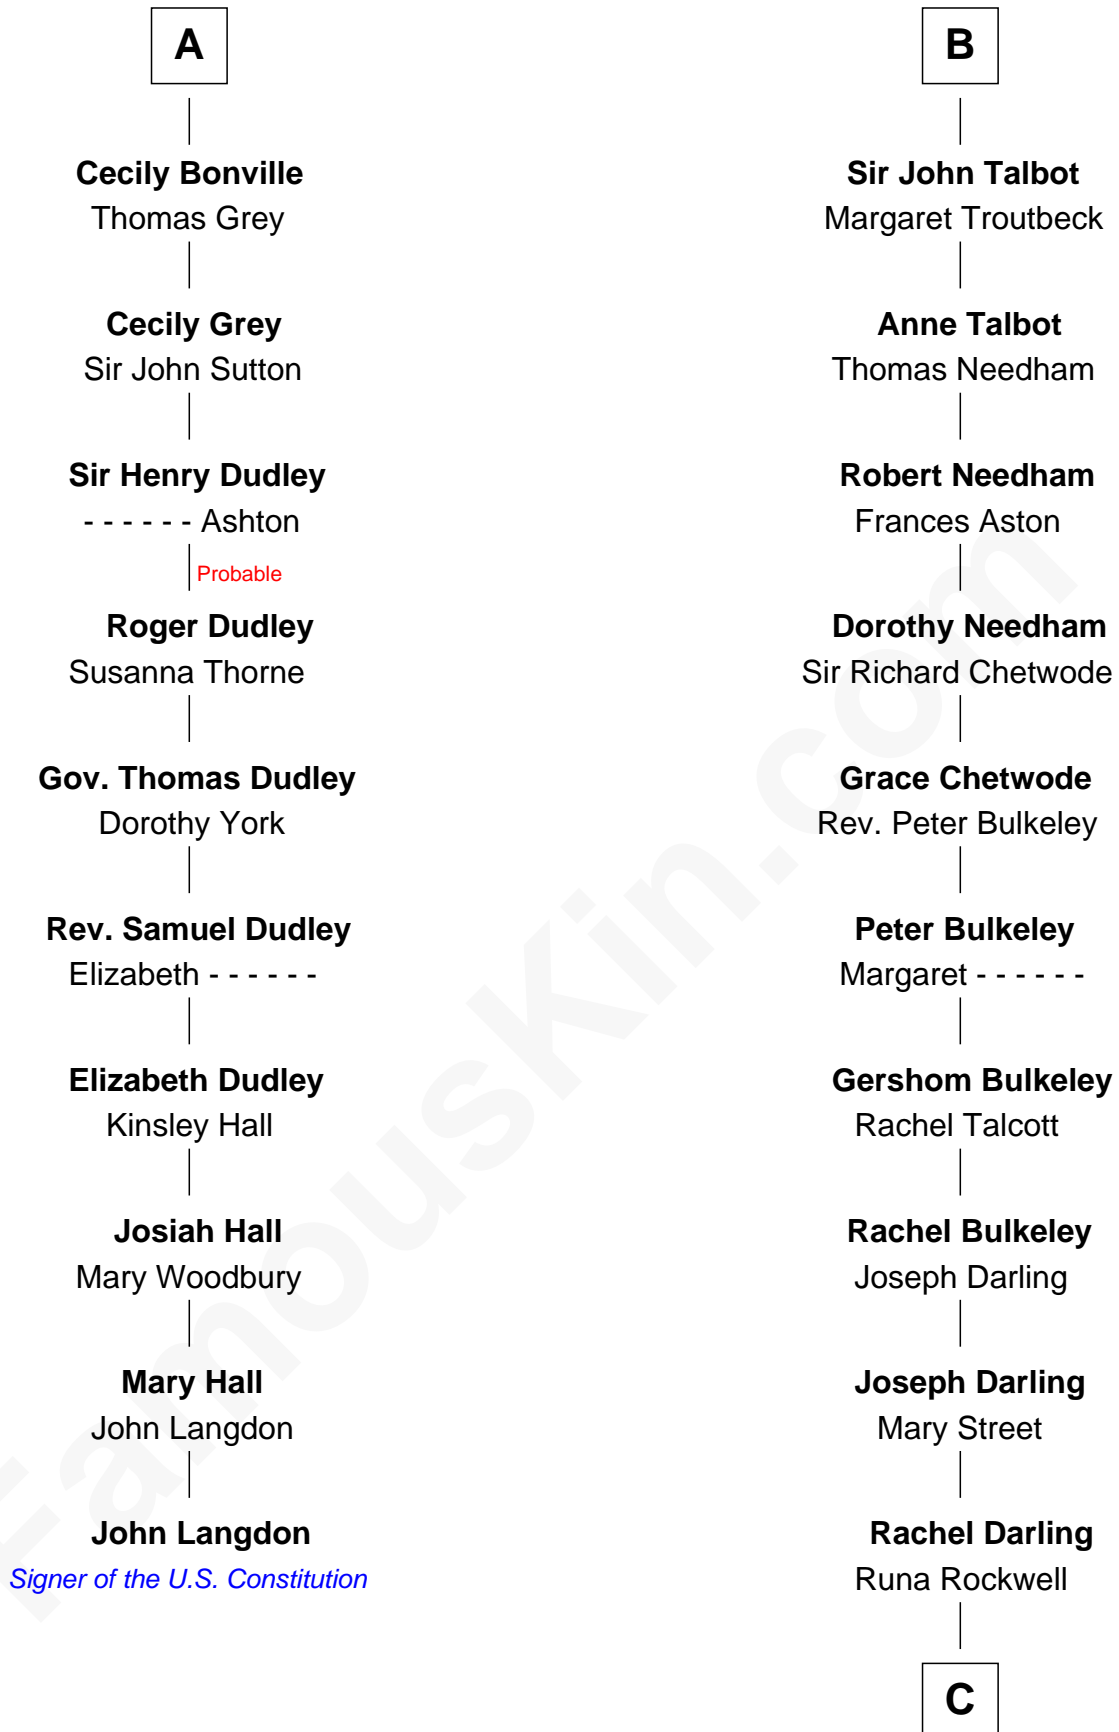 A
Cecily Bonville
Thomas Grey
Cecily Grey
Sir John Sutton
Sir Henry Dudley
- - - - - - Ashton
Probable
Roger Dudley
Susanna Thorne
Gov. Thomas Dudley
Dorothy York
Rev. Samuel Dudley
Elizabeth - - - - - -
Elizabeth Dudley
Kinsley Hall
Josiah Hall
Mary Woodbury
Mary Hall
John Langdon
John Langdon
Signer of the U.S. Constitution
B
Sir John Talbot
Margaret Troutbeck
Anne Talbot
Thomas Needham
Robert Needham
Frances Aston
Dorothy Needham
Sir Richard Chetwode
Grace Chetwode
Rev. Peter Bulkeley
Peter Bulkeley
Margaret - - - - - -
Gershom Bulkeley
Rachel Talcott
Rachel Bulkeley
Joseph Darling
Joseph Darling
Mary Street
Rachel Darling
Runa Rockwell
C
FamousKin.com